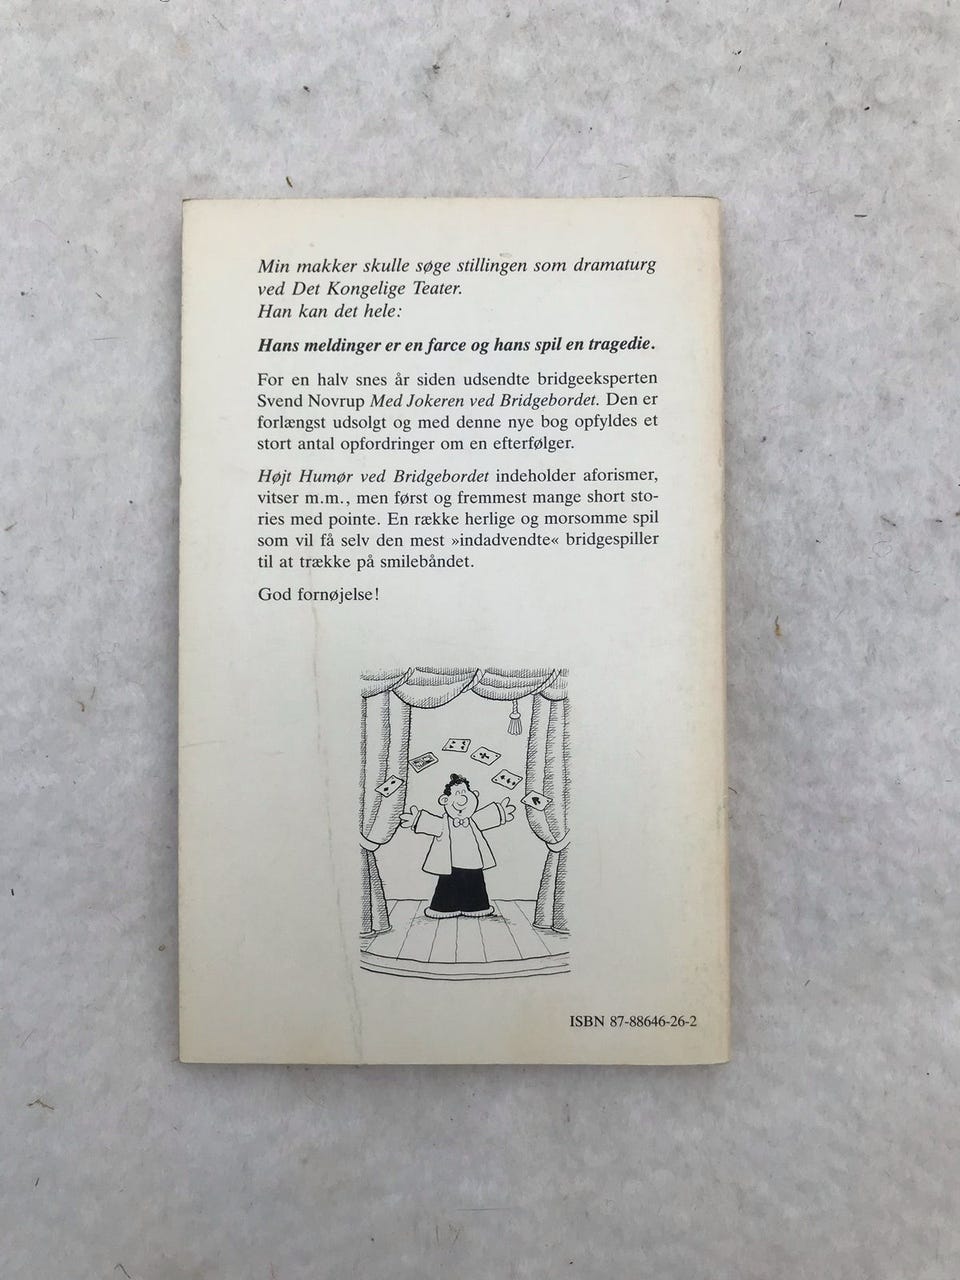 Min makker skulle søge stillingen som dramaturg
ved Det Kongelige Teater.
Han kan det hele:
Hans meldinger er en farce og hans spil en tragedie.
For en halv snes år siden udsendte bridgeeksperten
Svend Novrup Med Jokeren ved Bridgebordet. Den er
forlængst udsolgt og med denne nye bog opfyldes et
stort antal opfordringer om en efterfølger.
Højt Humør ved Bridgebordet indeholder aforismer,
vitser m.m., men først og fremmest mange short sto-
ries med pointe. En række herlige og morsomme spil
som vil få selv den mest »indadvendte« bridgespiller
til at trække på smilebåndet.
God fornøjelse!
ISBN 87-88646-26-2